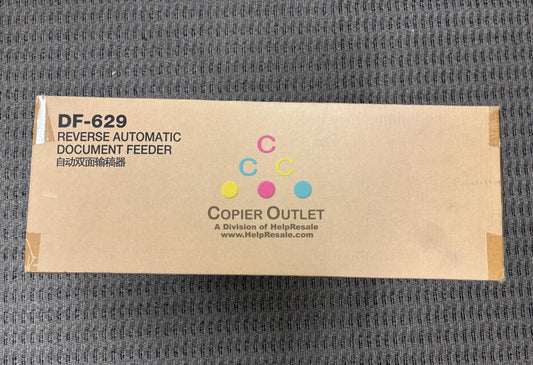 DF-629
REVERSE AUTOMATIC
DOCUMENT FEEDER
自动双面输稿器
C
C C
COPIER OUTLET
A Division of HelpResale
www.HelpResale.com